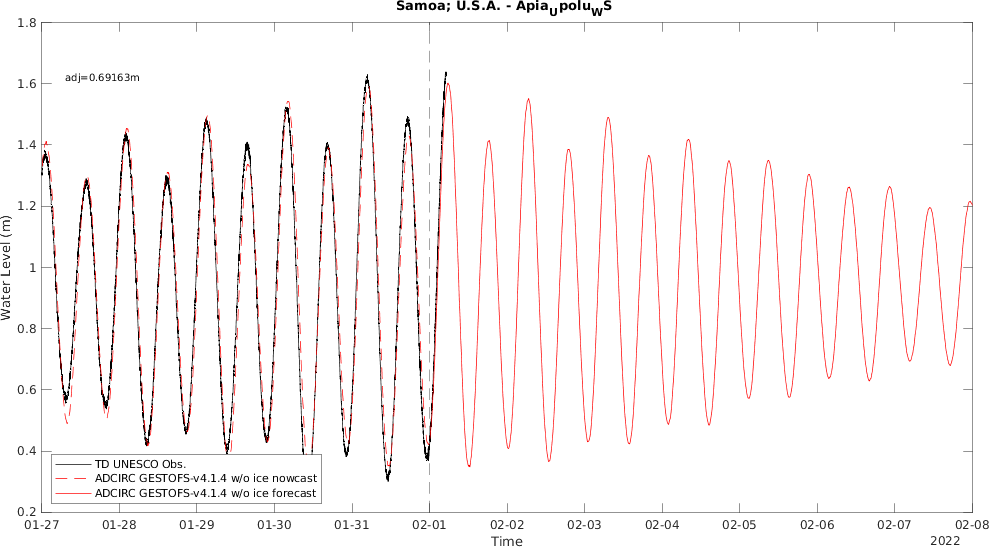 Samoa; U.S.A. - ApiaUpoluWS
1.8
1.6
1.4
1.2
1
0.8
0.6
0.4
0.2
Water Level (m)
adj=0.69163m
TD UNESCO Obs.
ADCIRC GESTOFS-v4.1.4 w/o ice nowcast
ADCIRC GESTOFS-v4.1.4 w/o ice forecast
01-27 01-28 01-29 01-30 01-31 02-01 02-02 02-03 02-04 02-05 02-06 02-07 02-08
Time
2022